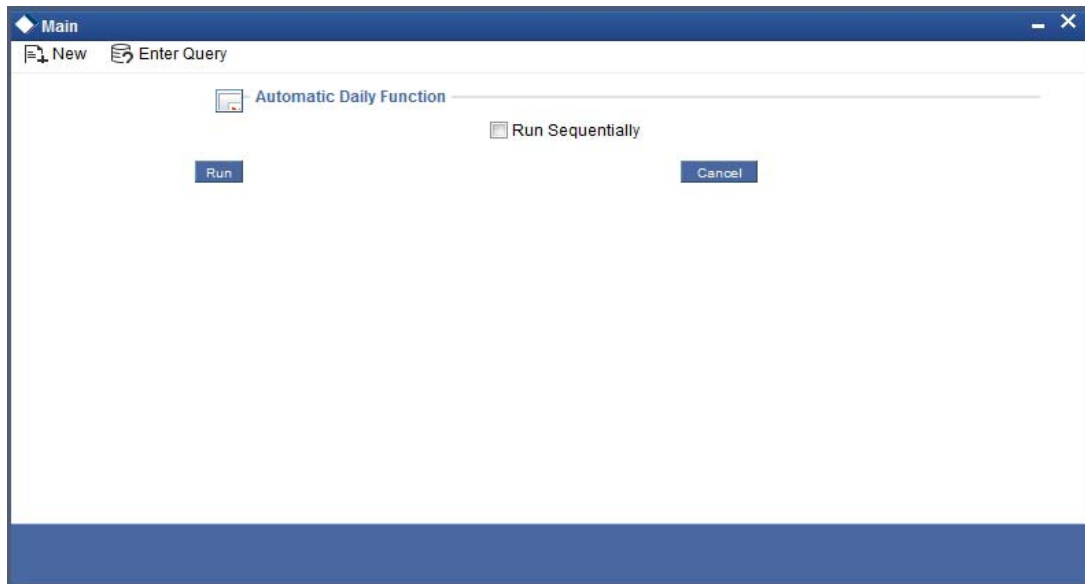 Main
New Enter Query
Automatic Daily Function
Run Sequentially
Run Cancel